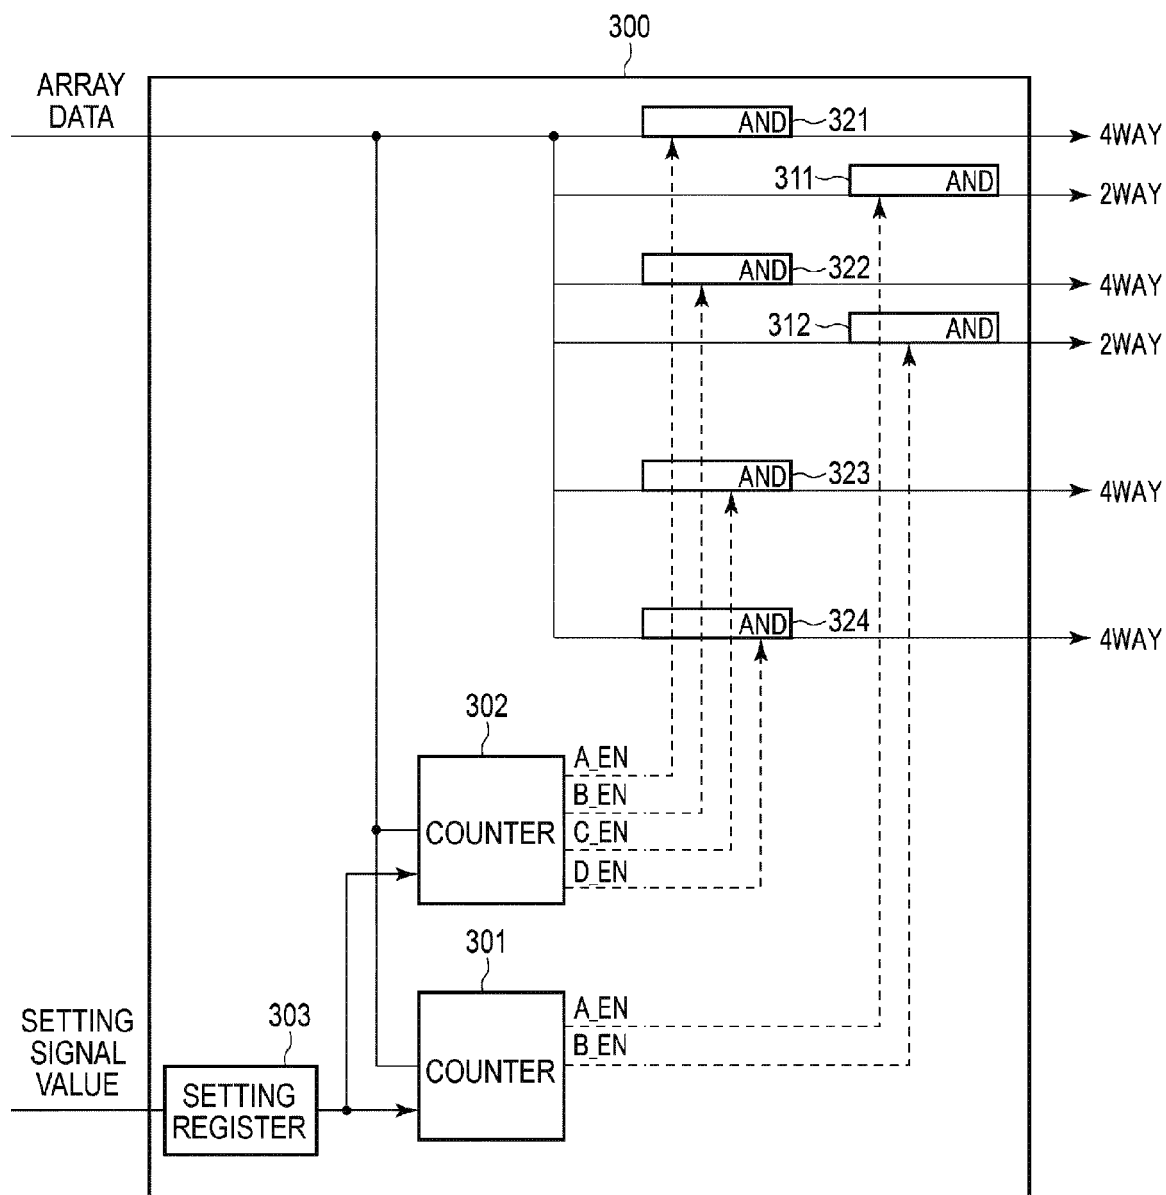 300
ARRAY
DATA
AND 321
4WAY
311 AND
2WAY
AND 322
4WAY
312 AND
2WAY
AND 323
4WAY
AND 324
4WAY
302
COUNTER
A_EN
B_EN
C_EN
D_EN
301
COUNTER
A_EN
B_EN
SETTING
SIGNAL
VALUE
303
SETTING
REGISTER